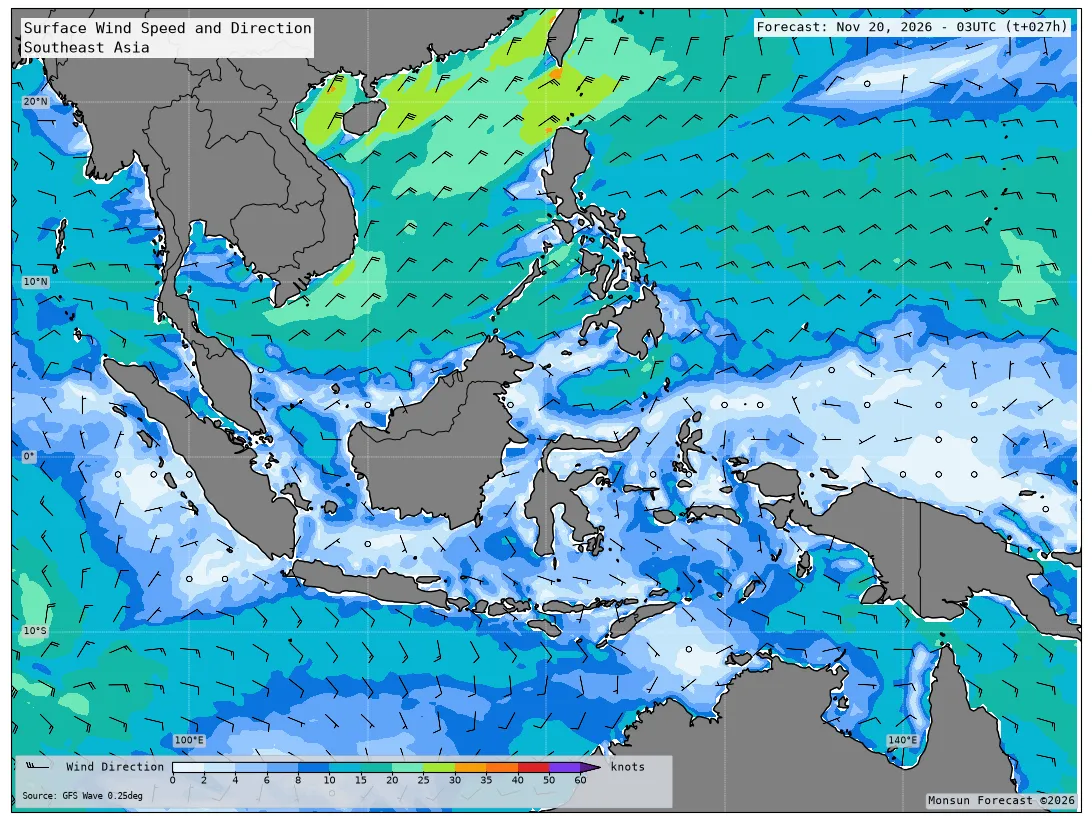 Surface Wind Speed and Direction
Southeast Asia
Forecast: Nov 20, 2026 - 03UTC (t+027h)
20°N
10°N
0°
10°S
100°E
140°E
Wind Direction
0 2 4 6 8 10 15 20 25 30 35 40 50 60
knots
Source: GFS Wave 0.25deg
Monsun Forecast ©2026